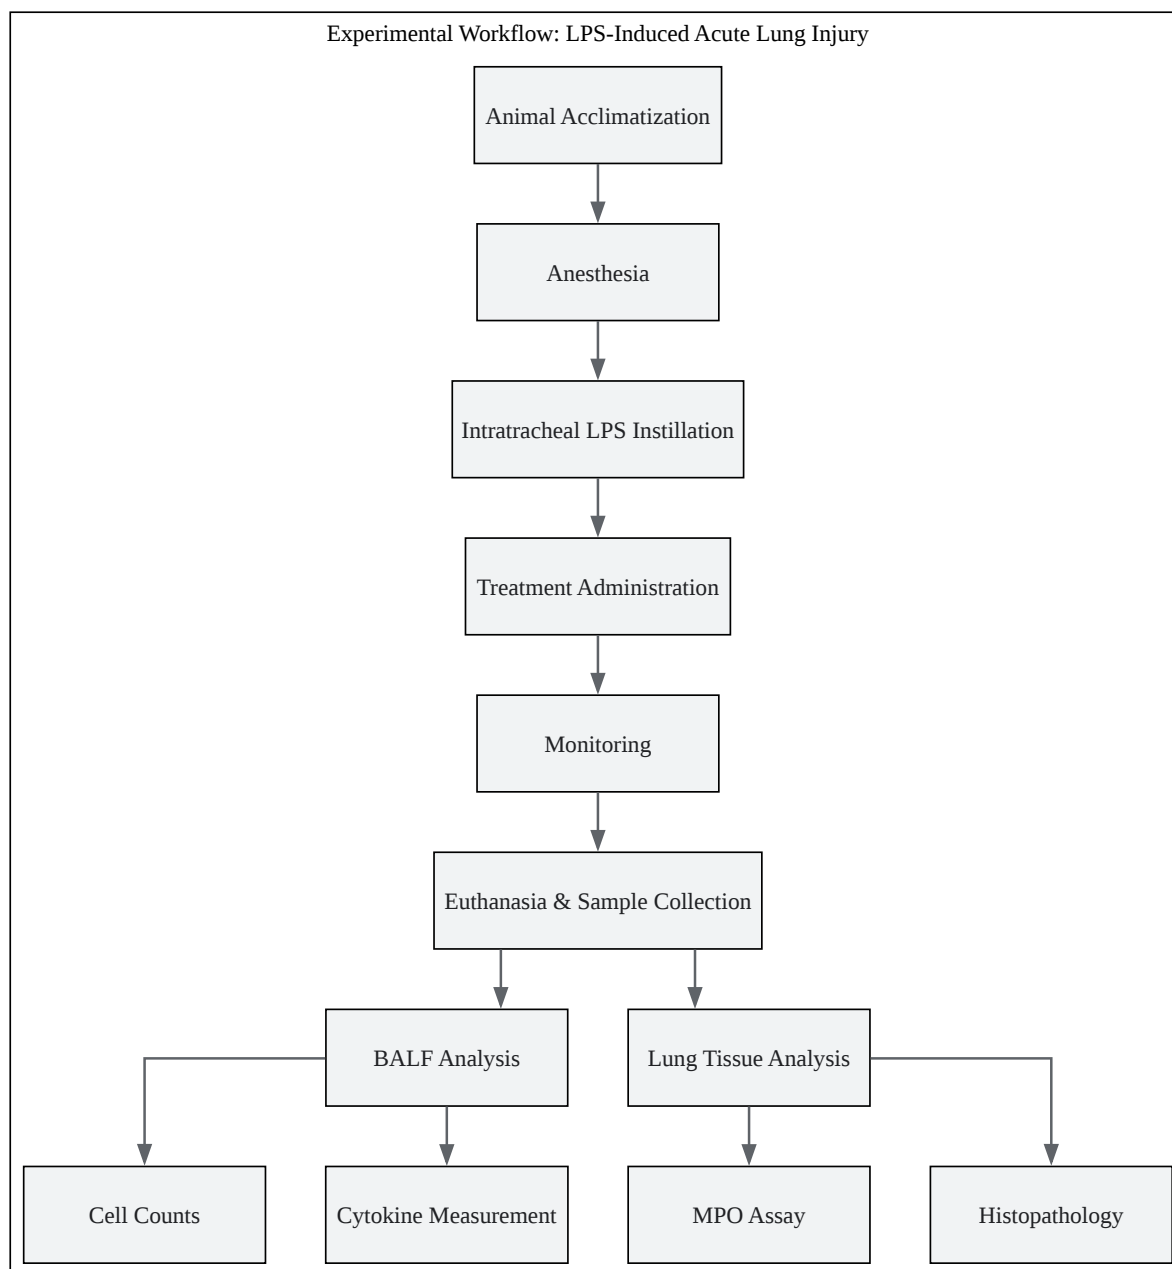 Experimental Workflow: LPS-Induced Acute Lung Injury
Animal Acclimatization
Anesthesia
Intratracheal LPS Instillation
Treatment Administration
Monitoring
Euthanasia & Sample Collection
BALF Analysis
Lung Tissue Analysis
Cell Counts
Cytokine Measurement
MPO Assay
Histopathology